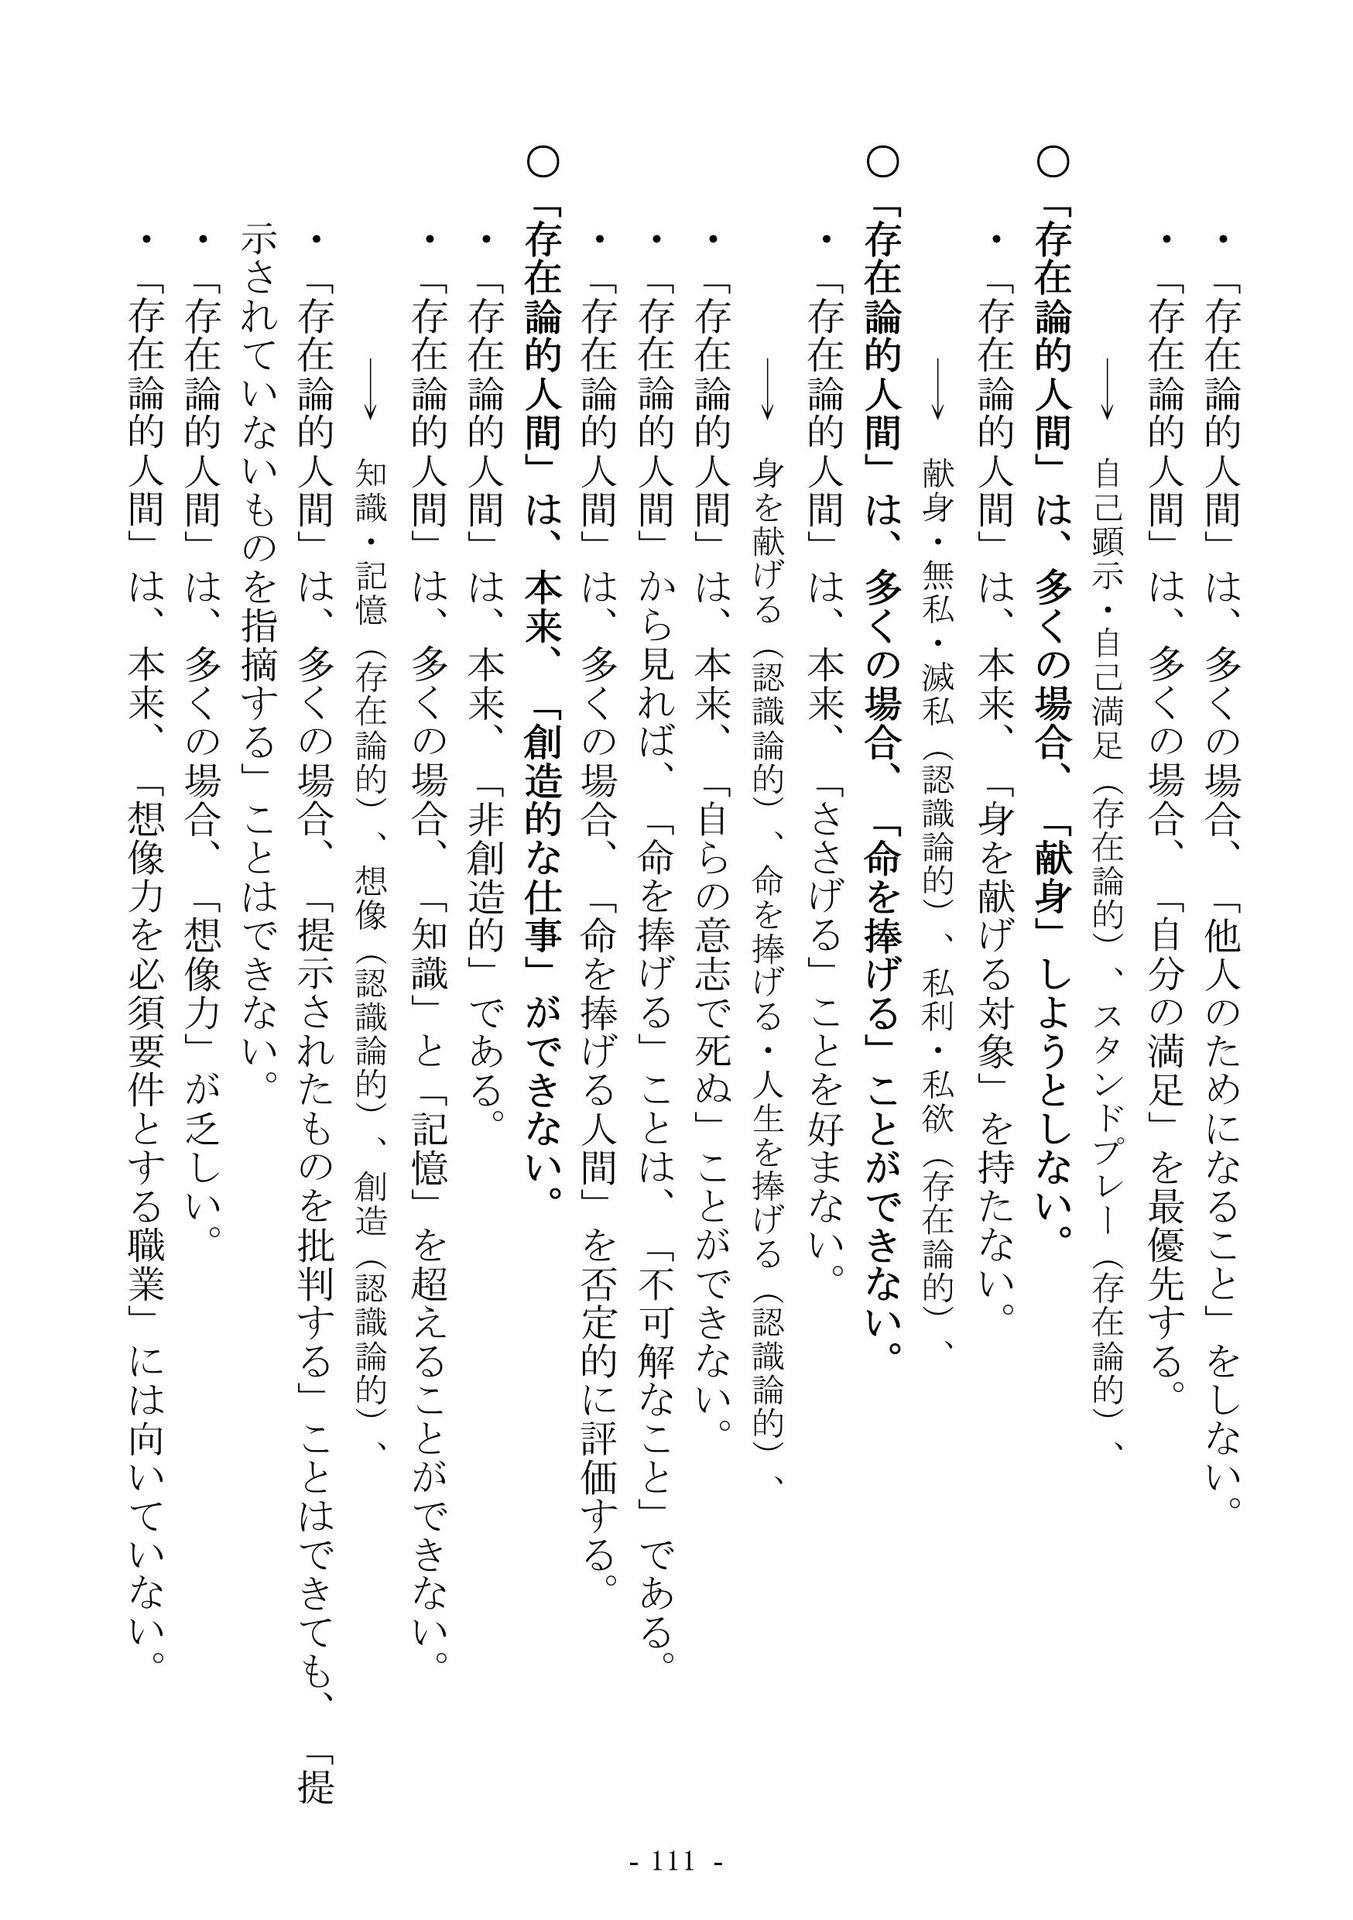 ・「存在論的人間」は、多くの場合、「他人のためになること」をしない。
・「存在論的人間」は、多くの場合、「自分の満足」を最優先する。
→ 自己顕示・自己満足（存在論的）、スタンドプレー（存在論的）、
○「存在論的人間」は、多くの場合、「献身」しようとしない。
・「存在論的人間」は、本来、「身を献げる対象」を持たない。
→ 献身・無私・滅私（認識論的）、私利・私欲（存在論的）、
○「存在論的人間」は、多くの場合、「命を捧げる」ことができない。
・「存在論的人間」は、本来、「ささげる」ことを好まない。
→ 身を献げる（認識論的）、命を捧げる・人生を捧げる（認識論的）、
・「存在論的人間」は、本来、「自らの意志で死ぬ」ことができない。
・「存在論的人間」から見れば、「命を捧げる」ことは、「不可解なこと」である。
・「存在論的人間」は、多くの場合、「命を捧げる人間」を否定的に評価する。
○「存在論的人間」は、本来、「創造的な仕事」ができない。
・「存在論的人間」は、本来、「非創造的」である。
・「存在論的人間」は、多くの場合、「知識」と「記憶」を超えることができない。
→ 知識・記憶（存在論的）、想像（認識論的）、創造（認識論的）、
・「存在論的人間」は、多くの場合、「提示されたものを批判する」ことはできても、「提
示されていないものを指摘する」ことはできない。
・「存在論的人間」は、多くの場合、「想像力」が乏しい。
・「存在論的人間」は、本来、「想像力を必須要件とする職業」には向いていない。
- 111 -